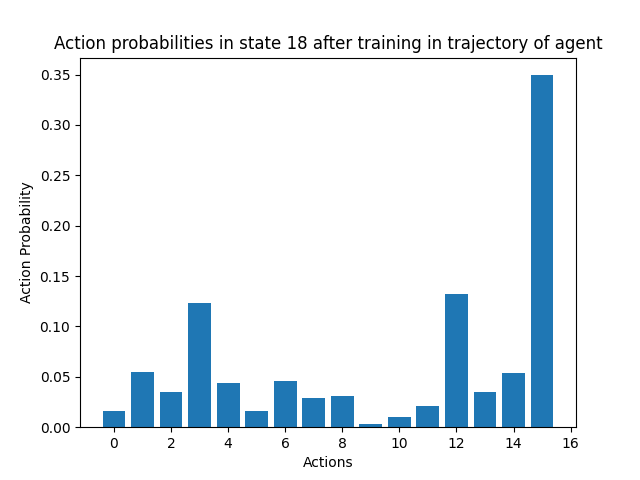 Action probabilities in state 18 after training in trajectory of agent
0.35
0.30
0.25
0.20
0.15
0.10
0.05
0.00
Action Probability
0 2 4 6 8 10 12 14 16
Actions